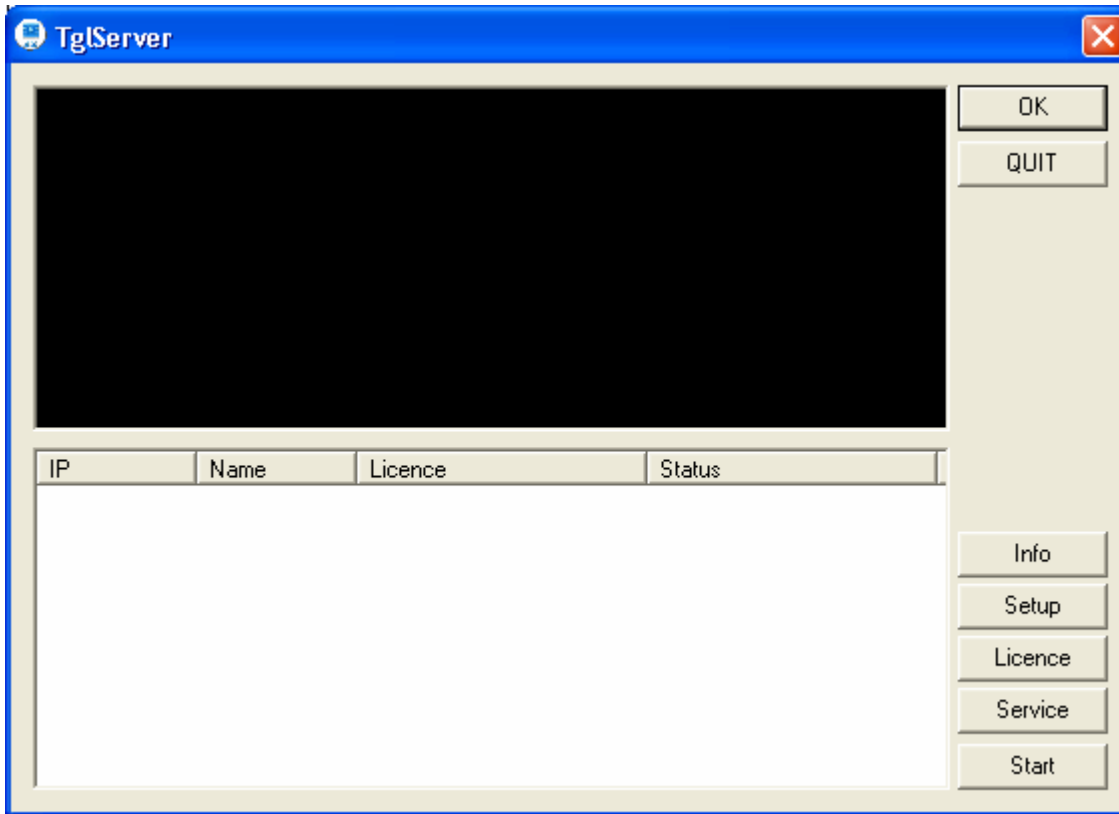 TglServer
OK
QUIT
IP Name Licence Status
Info
Setup
Licence
Service
Start